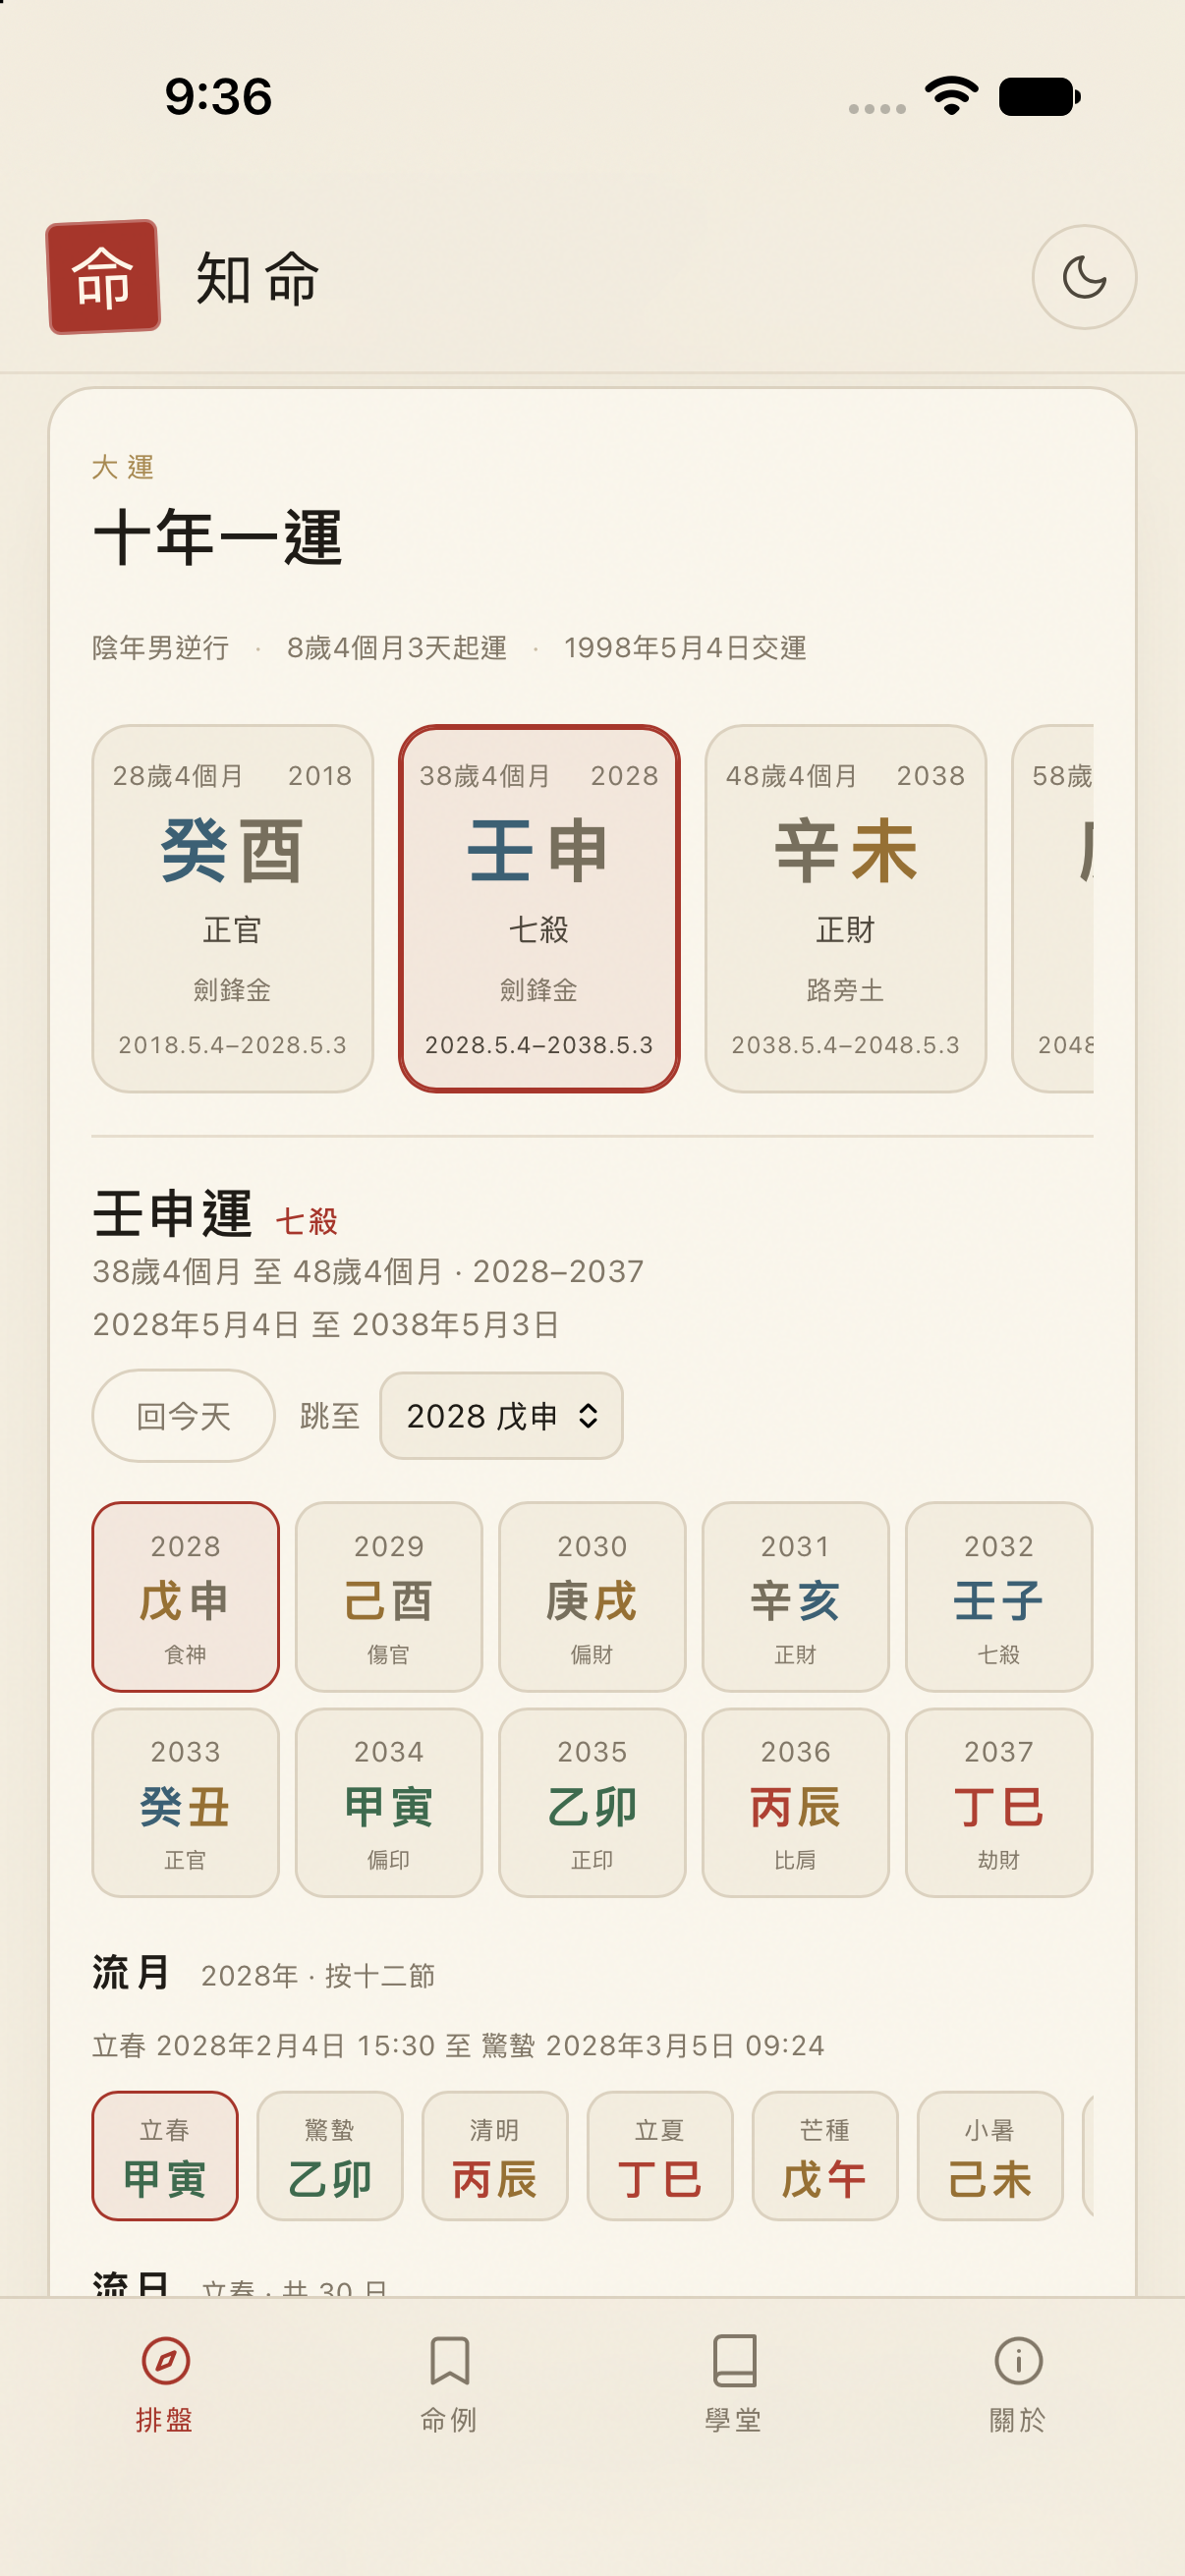 9:36
命 知命
大運
十年一運
陰年男逆行 · 8歲4個月3天起運 · 1998年5月4日交運
28歲4個月 2018
癸酉
正官
劍鋒金
2018.5.4–2028.5.3
38歲4個月 2028
壬申
七殺
劍鋒金
2028.5.4–2038.5.3
48歲4個月 2038
辛未
正財
路旁土
2038.5.4–2048.5.3
58歲
2048
壬申運 七殺
38歲4個月 至 48歲4個月 · 2028–2037
2028年5月4日 至 2038年5月3日
回今天 跳至 2028 戊申
2028 2029 2030 2031 2032
戊申 己酉 庚戌 辛亥 壬子
食神 傷官 偏財 正財 七殺
2033 2034 2035 2036 2037
癸丑 甲寅 乙卯 丙辰 丁巳
正官 偏印 正印 比肩 劫財
流月 2028年 · 按十二節
立春 2028年2月4日 15:30 至 驚蟄 2028年3月5日 09:24
立春 驚蟄 清明 立夏 芒種 小暑
甲寅 乙卯 丙辰 丁巳 戊午 己未
流日 立春 · 共 30 日
排盤 命例 學堂 關於